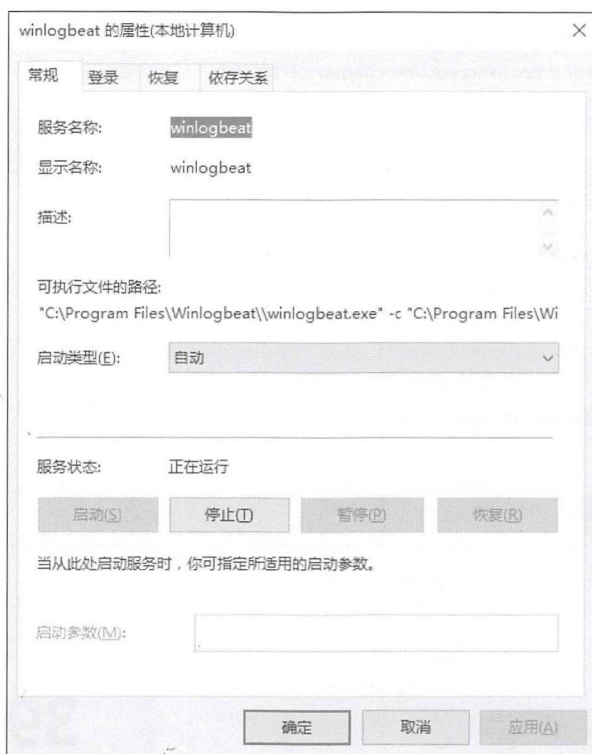 winlogbeat 的属性(本地计算机)
常规 登录 恢复 依存关系
服务名称: winlogbeat
显示名称: winlogbeat
描述:
可执行文件的路径:
"C:\Program Files\Winlogbeat\\winlogbeat.exe" -c "C:\Program Files\Wi
启动类型(E): 自动
服务状态: 正在运行
启动(S) 停止(T) 暂停(P) 恢复(R)
当从此处启动服务时，你可指定所适用的启动参数。
启动参数(M):
确定 取消 应用(A)